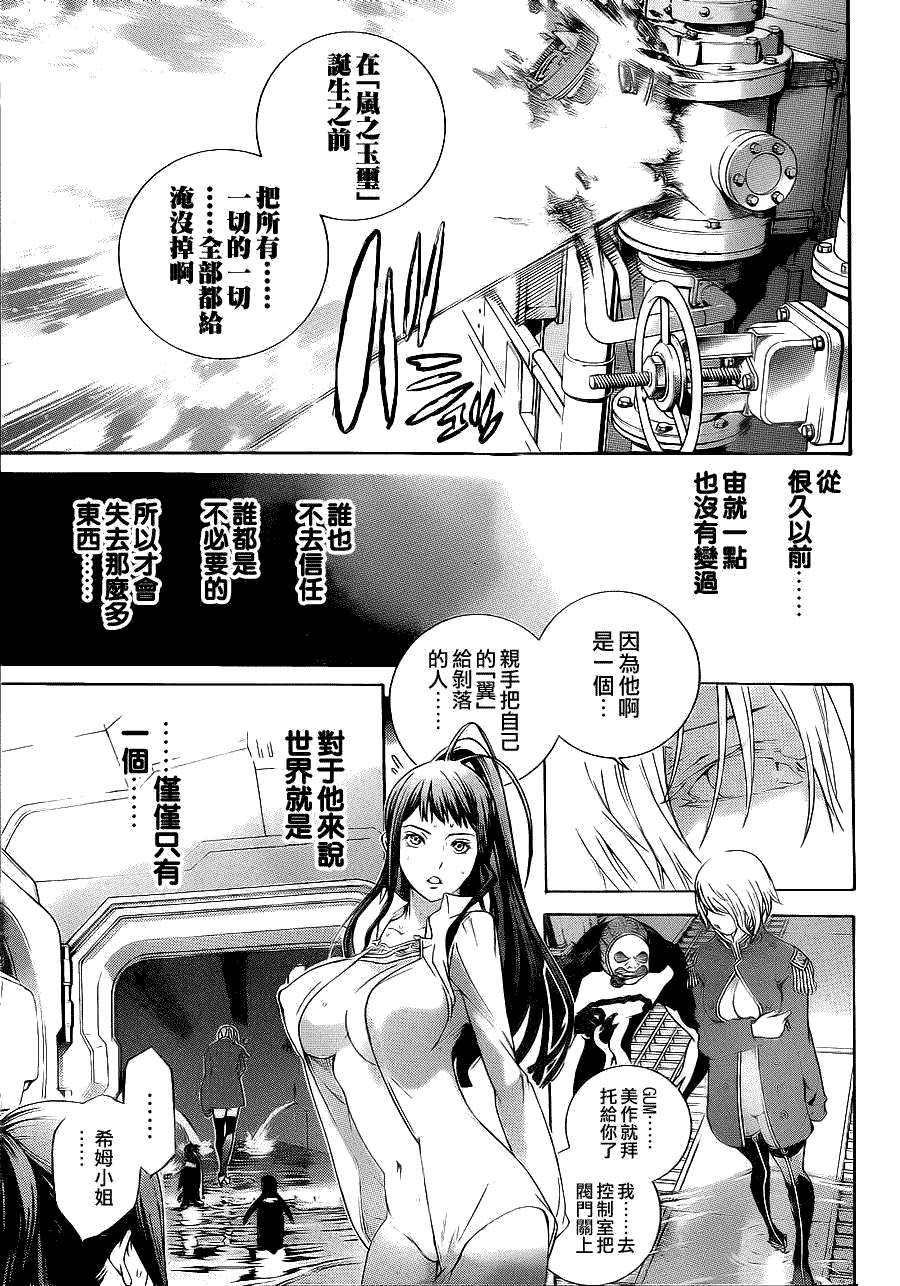 在「嵐之玉璽」
誕生之前
把所有……
一切的一切
……全部都給
淹沒掉啊
從
很久以前……
宙就一點
也沒有變過
誰也
不去信任
誰都是
不必要的
所以才會
失去那麼多
東西……
因為他啊
是一個…
親手把自己
的「翼」
給剝落
的人……
對于他來說
世界就是
……僅僅只有
一個……
GUM……
美作就拜
托給你了
我……去
控制室把
閥門關上
……
希姆小姐
……